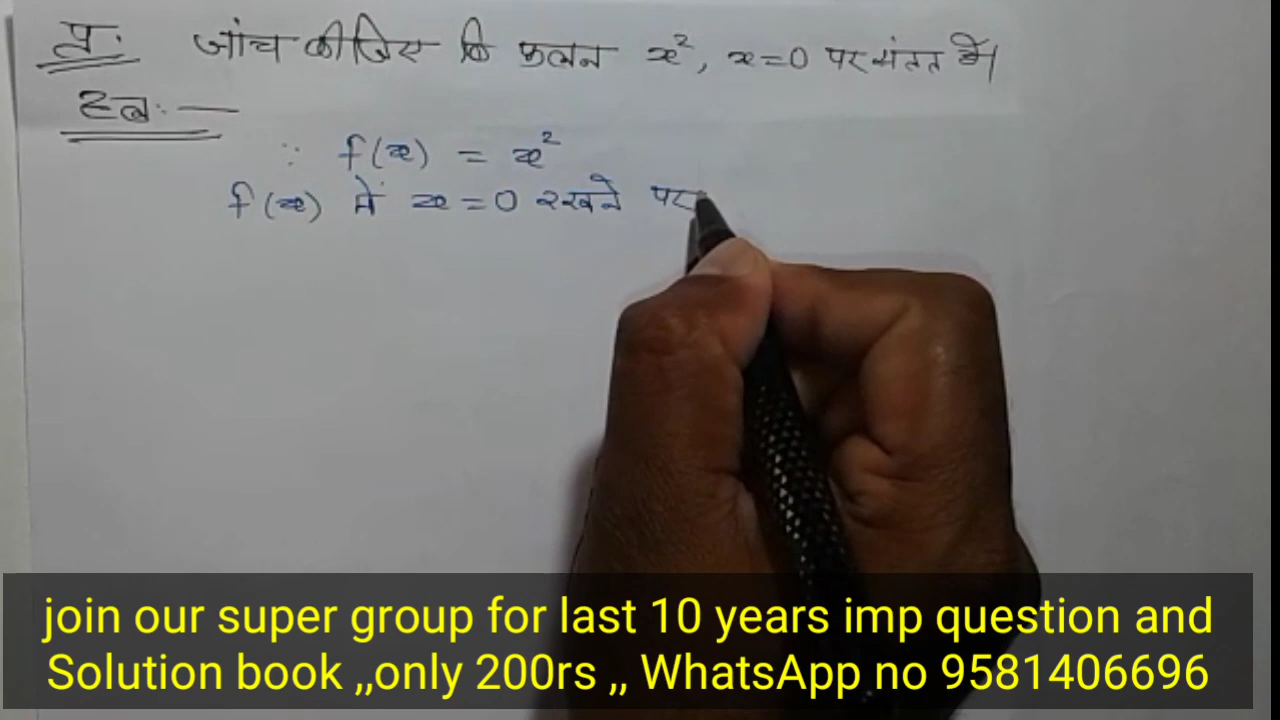 प्र: जांच कीजिए कि फलन x², x=0 पर संतत है।
हल: —
∵ f(x) = x²
f(x) में x=0 रखने पर
join our super group for last 10 years imp question and
Solution book ,,only 200rs ,, WhatsApp no 9581406696